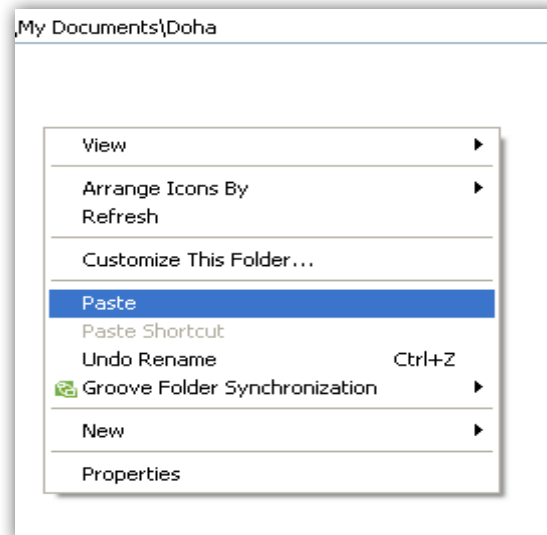 My Documents\Doha
View
Arrange Icons By
Refresh
Customize This Folder...
Paste
Paste Shortcut
Undo Rename Ctrl+Z
Groove Folder Synchronization
New
Properties